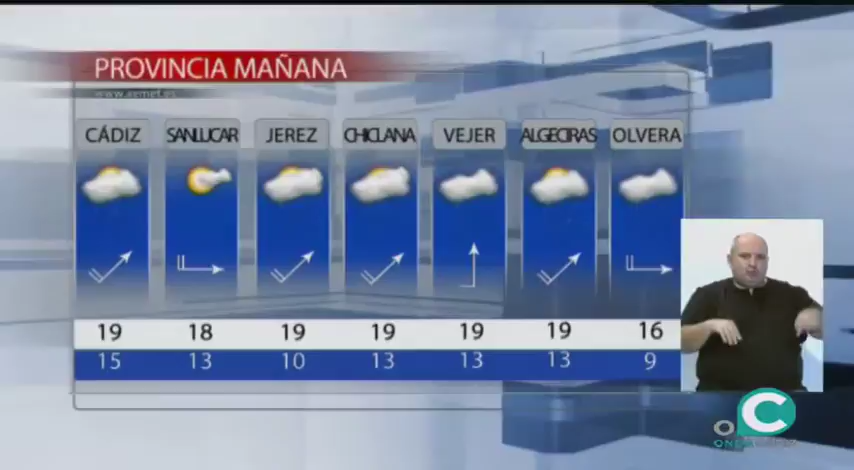 PROVINCIA MAÑANA
www.aemet.es
CÁDIZ SANLUCAR JEREZ CHICLANA VEJER ALGECIRAS OLVERA
19 18 19 19 19 19 16
15 13 10 13 13 13 9
C